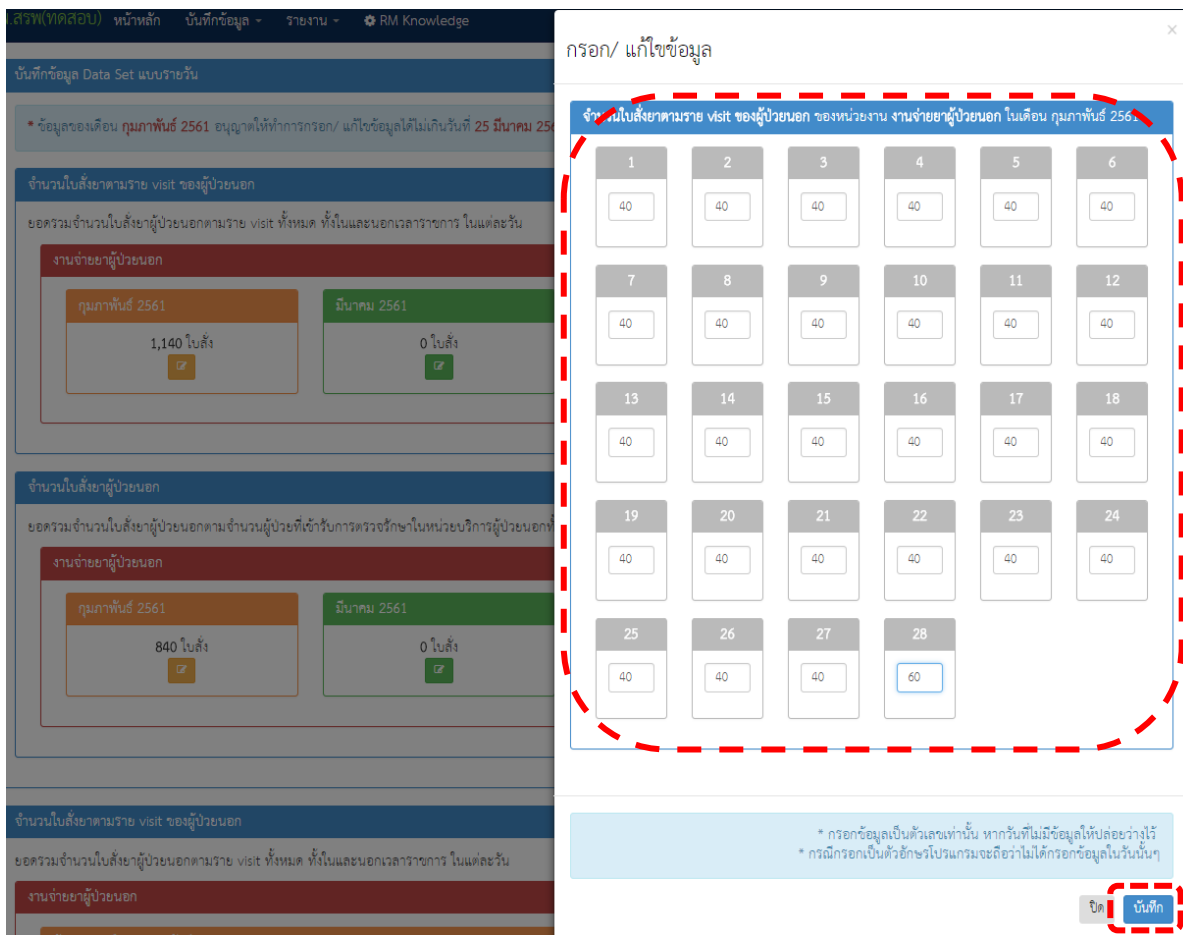 .สรพ(ทดสอบ) หน้าหลัก บันทึกข้อมูล รายงาน RM Knowledge
บันทึกข้อมูล Data Set แบบรายวัน
* ข้อมูลของเดือน กุมภาพันธ์ 2561 อนุญาตให้ทำการกรอก/ แก้ไขข้อมูลได้ไม่เกินวันที่ 25 มีนาคม 256
จำนวนใบสั่งยาตามราย visit ของผู้ป่วยนอก
ยอดรวมจำนวนใบสั่งยาผู้ป่วยนอกตามราย visit ทั้งหมด ทั้งในและนอกเวลาราชการ ในแต่ละวัน
งานจ่ายยาผู้ป่วยนอก
กุมภาพันธ์ 2561 มีนาคม 2561
1,140 ใบสั่ง 0 ใบสั่ง
จำนวนใบสั่งยาผู้ป่วยนอก
ยอดรวมจำนวนใบสั่งยาผู้ป่วยนอกตามจำนวนผู้ป่วยที่เข้ารับการตรวจรักษาในหน่วยบริการผู้ป่วยนอก
งานจ่ายยาผู้ป่วยนอก
กุมภาพันธ์ 2561 มีนาคม 2561
840 ใบสั่ง 0 ใบสั่ง
จำนวนใบสั่งยาตามราย visit ของผู้ป่วยนอก
ยอดรวมจำนวนใบสั่งยาผู้ป่วยนอกตามราย visit ทั้งหมด ทั้งในและนอกเวลาราชการ ในแต่ละวัน
งานจ่ายยาผู้ป่วยนอก
×
กรอก/ แก้ไขข้อมูล
จำนวนใบสั่งยาตามราย visit ของผู้ป่วยนอก ของหน่วยงาน งานจ่ายยาผู้ป่วยนอก ในเดือน กุมภาพันธ์ 2561
1 2 3 4 5 6
40 40 40 40 40 40
7 8 9 10 11 12
40 40 40 40 40 40
13 14 15 16 17 18
40 40 40 40 40 40
19 20 21 22 23 24
40 40 40 40 40 40
25 26 27 28
40 40 40 60
* กรอกข้อมูลเป็นตัวเลขเท่านั้น หากวันที่ไม่มีข้อมูลให้ปล่อยว่างไว้
* กรณีกรอกเป็นตัวอักษรโปรแกรมจะถือว่าไม่ได้กรอกข้อมูลในวันนั้นๆ
ปิด บันทึก